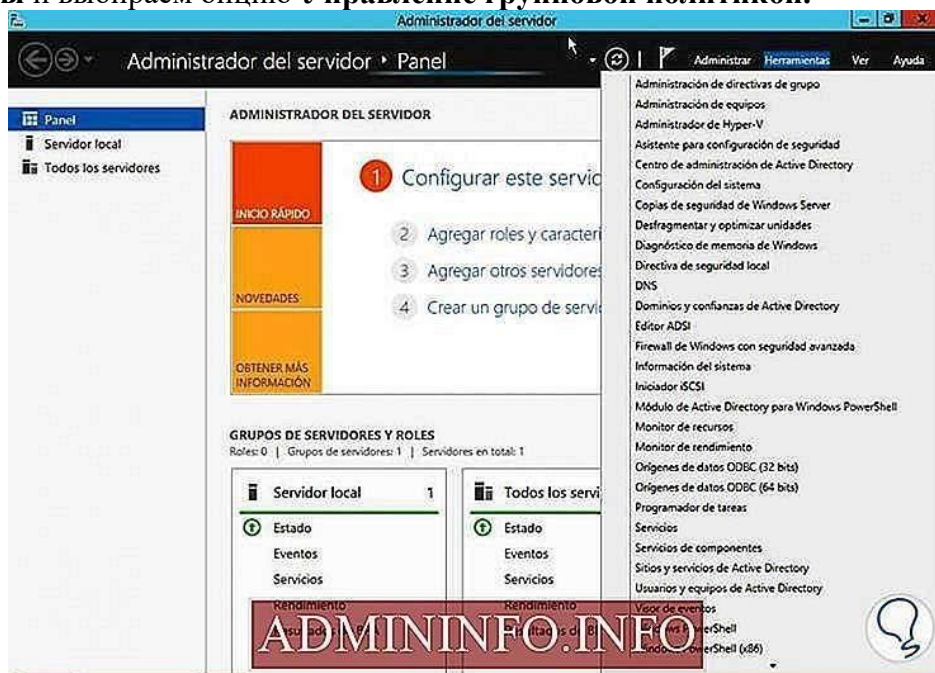 ы и выбираем опцию Управление групповой политикой.
Administrador del servidor
Administrador del servidor • Panel
Administrar Herramientas Ver Ayuda
Panel
Servidor local
Todos los servidores
ADMINISTRADOR DEL SERVIDOR
INICIO RÁPIDO
NOVEDADES
OBTENER MÁS
INFORMACIÓN
1 Configurar este servic
2 Agregar roles y caracterí
3 Agregar otros servidores
4 Crear un grupo de servi
GRUPOS DE SERVIDORES Y ROLES
Roles: 0 | Grupos de servidores: 1 | Servidores en total: 1
Servidor local 1
Estado
Eventos
Servicios
Rendimiento
Todos los servi
Estado
Eventos
Servicios
Rendimiento
Administración de directivas de grupo
Administración de equipos
Administrador de Hyper-V
Asistente para configuración de seguridad
Centro de administración de Active Directory
Configuración del sistema
Copias de seguridad de Windows Server
Desfragmentar y optimizar unidades
Diagnóstico de memoria de Windows
Directiva de seguridad local
DNS
Dominios y confianzas de Active Directory
Editor ADSI
Firewall de Windows con seguridad avanzada
Información del sistema
Iniciador iSCSI
Módulo de Active Directory para Windows PowerShell
Monitor de recursos
Monitor de rendimiento
Orígenes de datos ODBC (32 bits)
Orígenes de datos ODBC (64 bits)
Programador de tareas
Servicios
Servicios de componentes
Sitios y servicios de Active Directory
Usuarios y equipos de Active Directory
Visor de eventos
Windows PowerShell
Windows PowerShell (x86)
ADMININFO.INFO